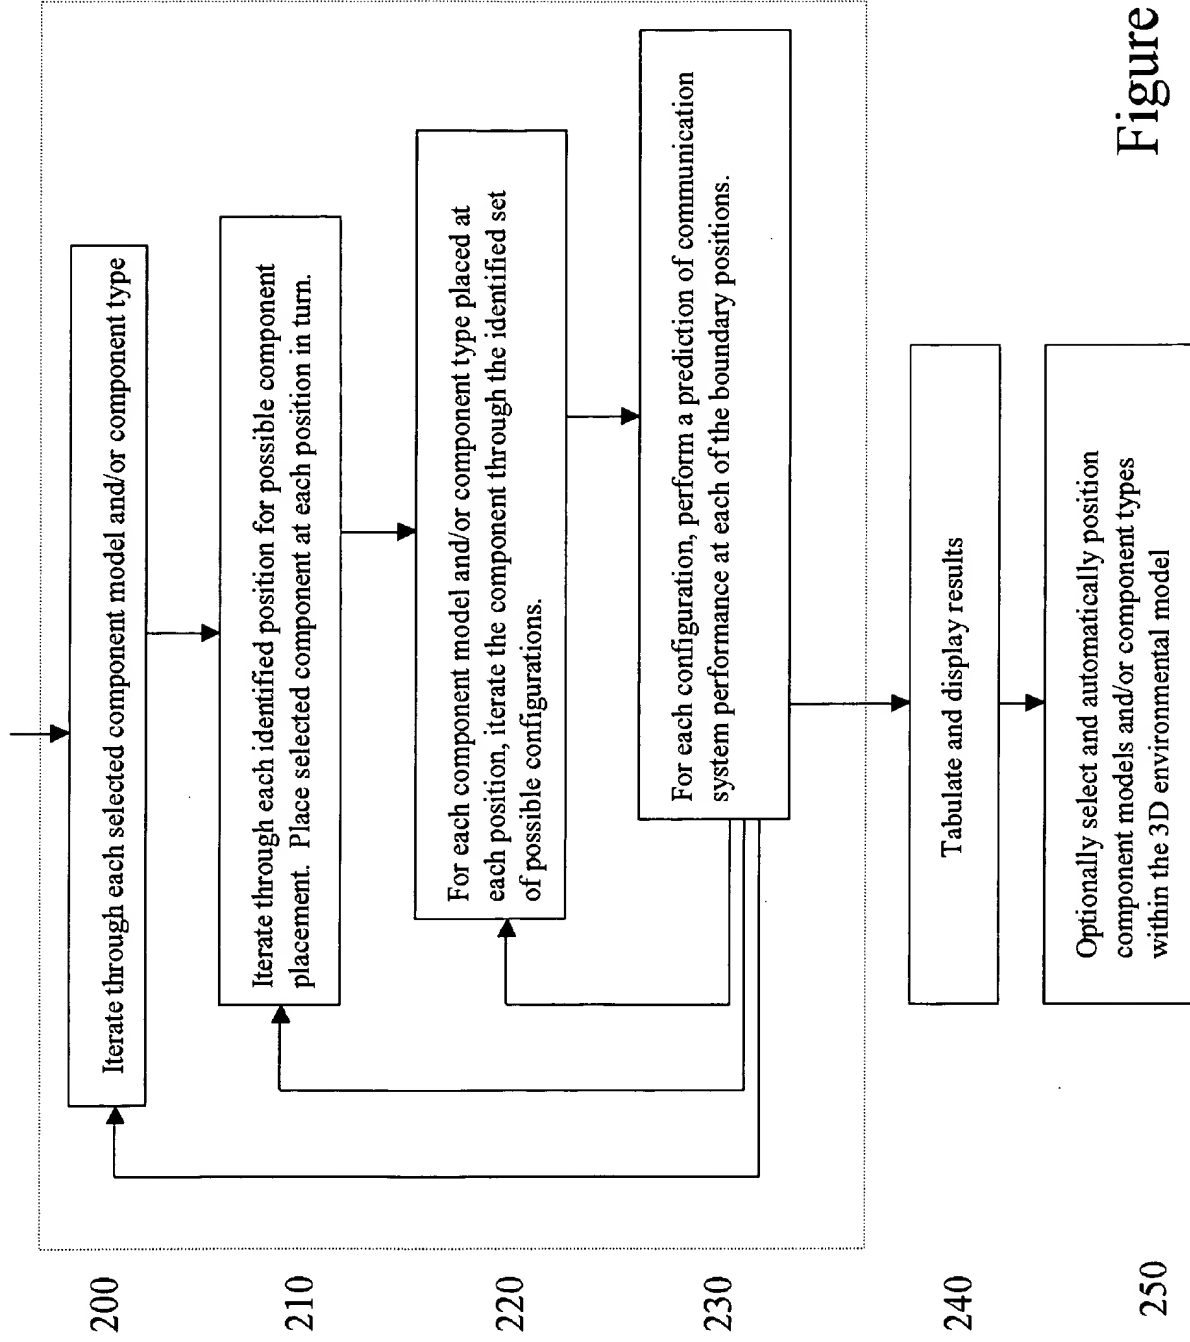 200
Iterate through each selected component model and/or component type
210
Iterate through each identified position for possible component
placement. Place selected component at each position in turn.
220
For each component model and/or component type placed at
each position, iterate the component through the identified set
of possible configurations.
230
For each configuration, perform a prediction of communication
system performance at each of the boundary positions.
240
Tabulate and display results
250
Optionally select and automatically position
component models and/or component types
within the 3D environmental model
Figure